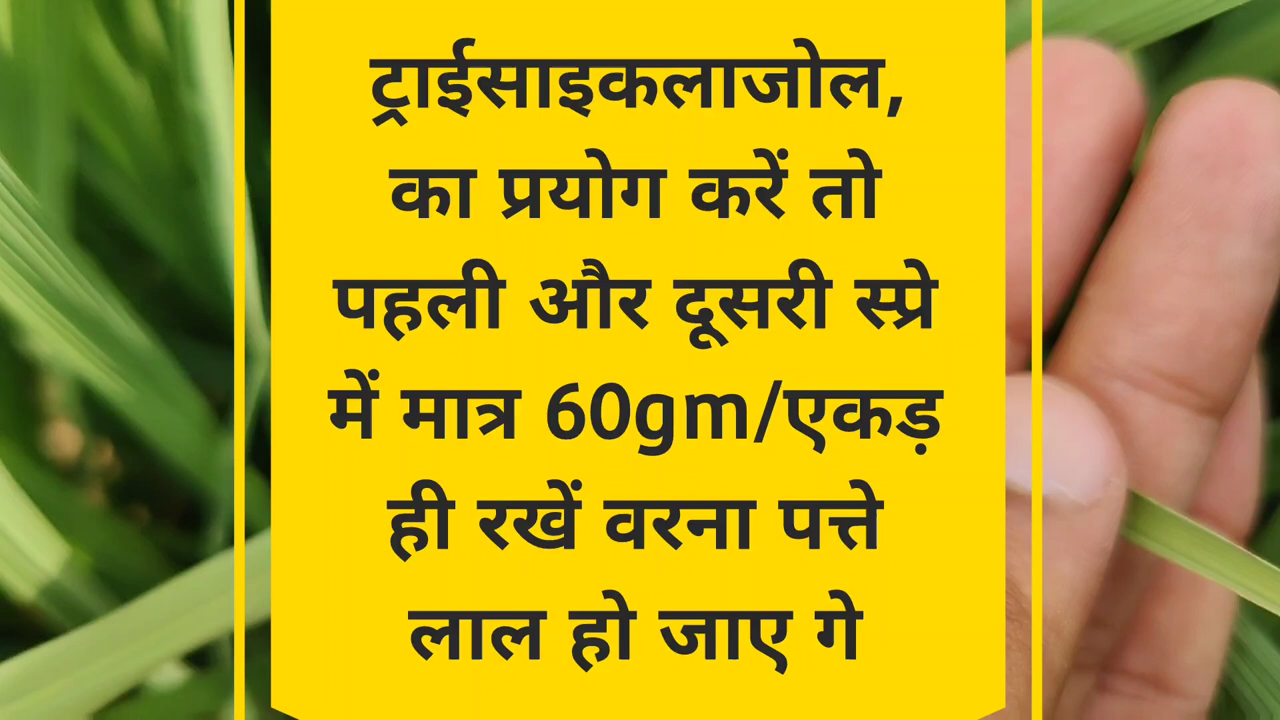 ट्राईसाइकलाजोल,
का प्रयोग करें तो
पहली और दूसरी स्प्रे
में मात्र 60gm/एकड़
ही रखें वरना पत्ते
लाल हो जाए गे